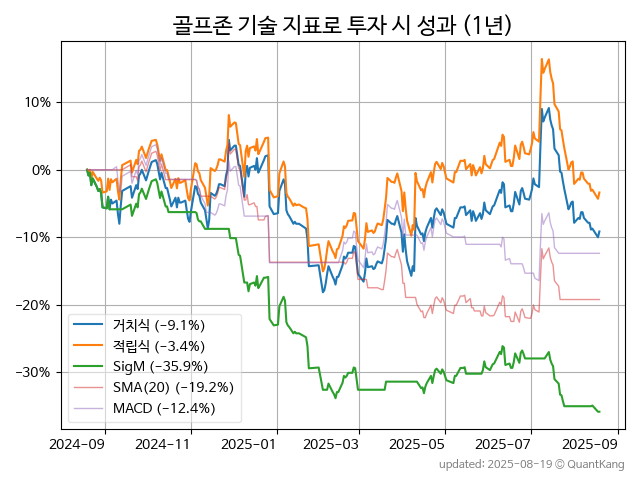 골프존 기술 지표로 투자 시 성과 (1년)
10%
0%
−10%
−20%
−30%
거치식 (−9.1%)
적립식 (−3.4%)
SigM (−35.9%)
SMA(20) (−19.2%)
MACD (−12.4%)
2024-09 2024-11 2025-01 2025-03 2025-05 2025-07 2025-09
updated: 2025-08-19 © QuantKang